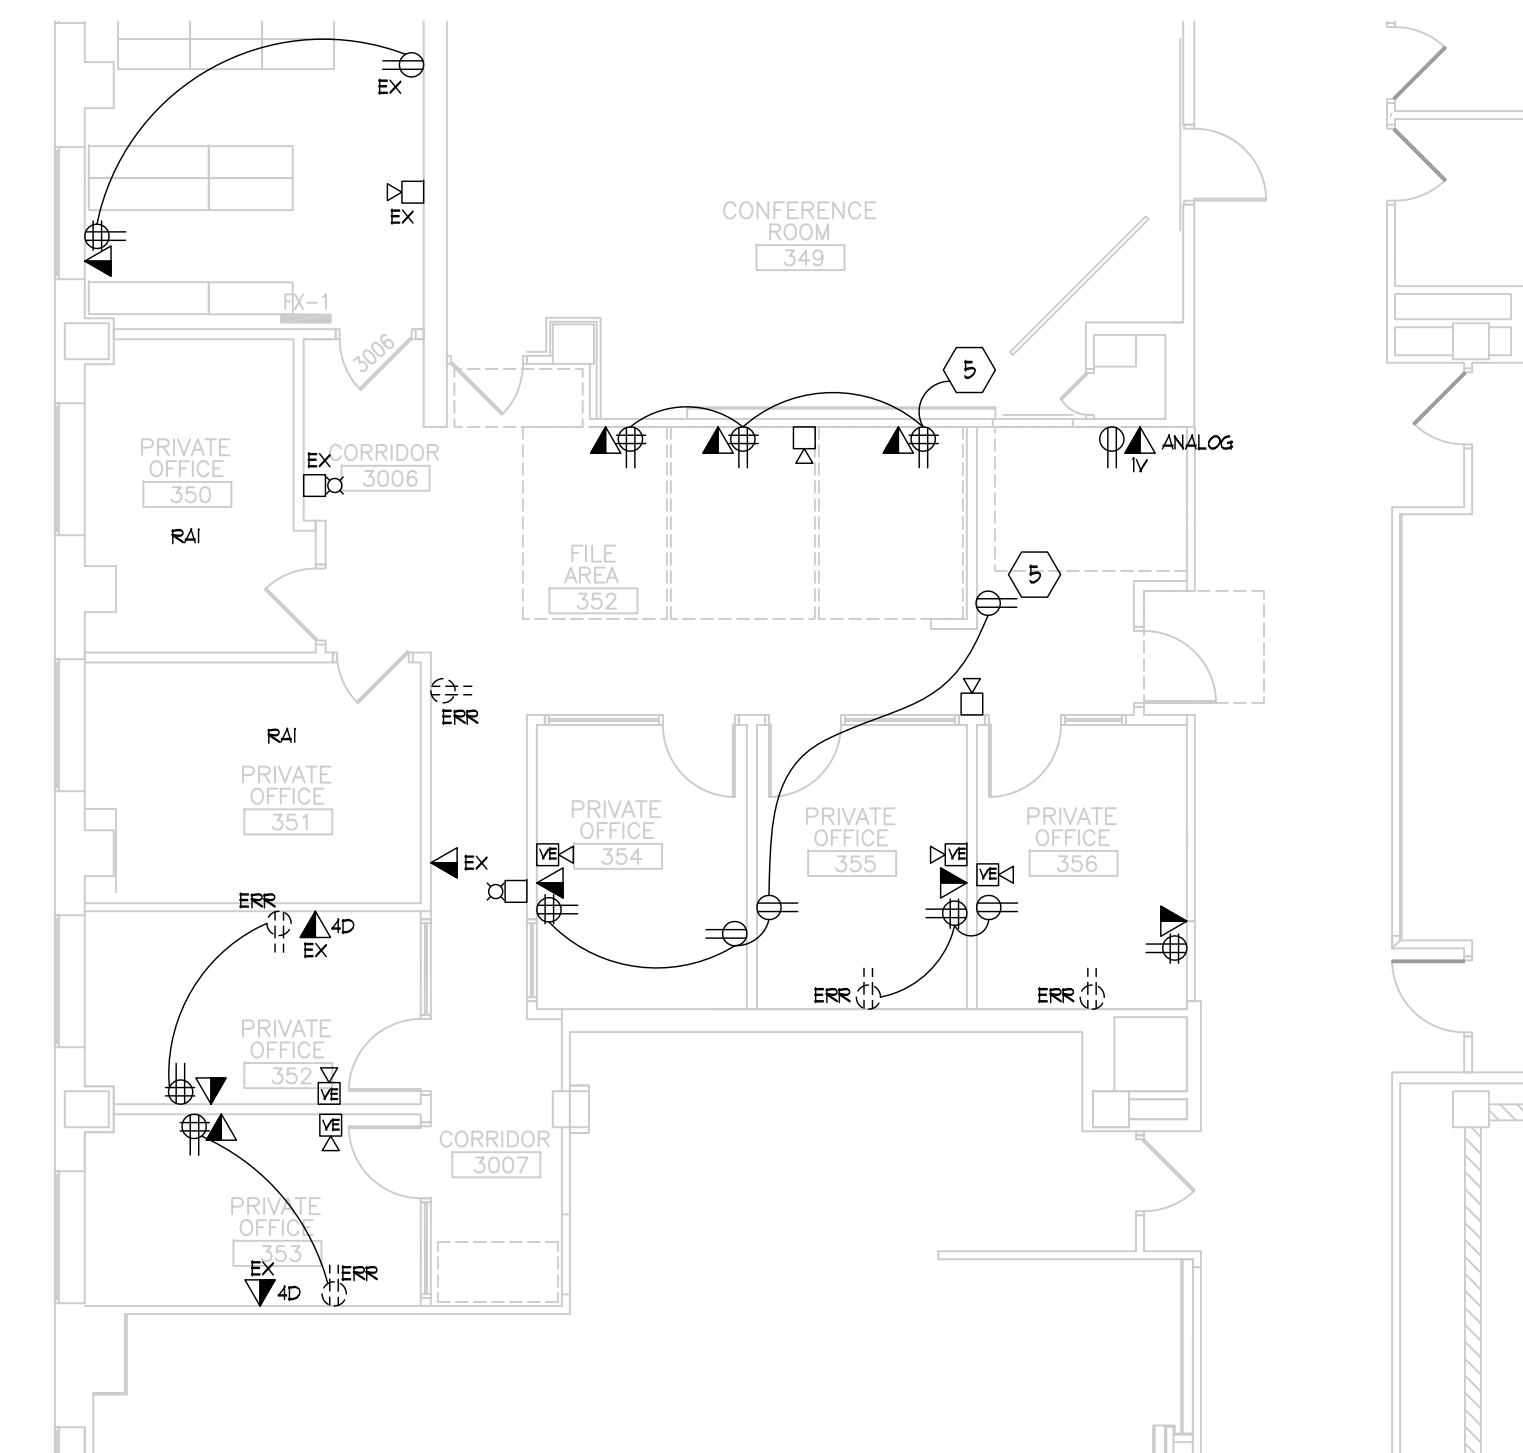 EX
EX
CONFERENCE
ROOM
349
FX-1
3006
5
PRIVATE
OFFICE
350
RAI
EX
CORRIDOR
3006
ANALOG
1V
FILE
AREA
352
5
ERR
RAI
PRIVATE
OFFICE
351
PRIVATE
OFFICE
354
VE
PRIVATE
OFFICE
355
VE
PRIVATE
OFFICE
356
VE
EX
ERR
4D
EX
ERR
ERR
PRIVATE
OFFICE
352
VE
VE
CORRIDOR
3007
PRIVATE
OFFICE
353
EX
4D
ERR